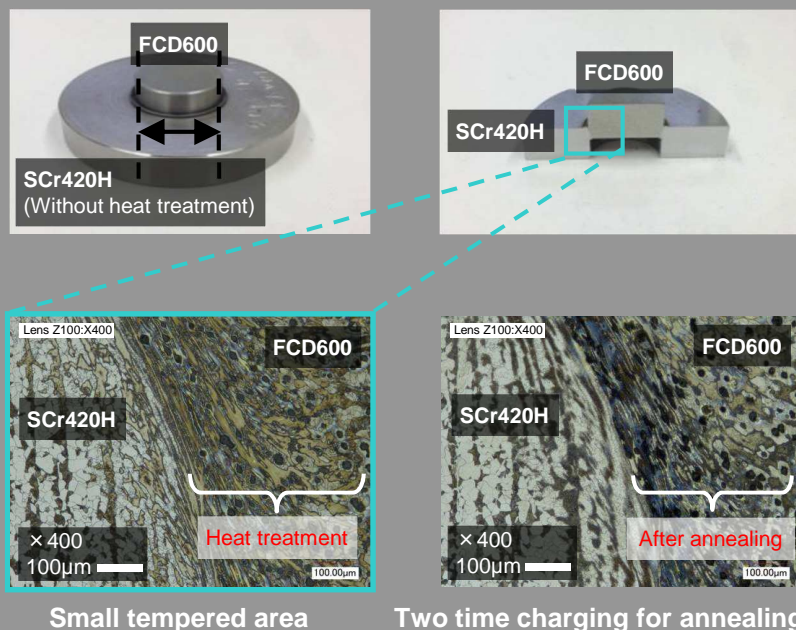 FCD600
SCr420H
(Without heat treatment)
FCD600
SCr420H
Lens Z100:X400
FCD600
SCr420H
Heat treatment
×400
100μm
100.00μm
Small tempered area
Lens Z100:X400
FCD600
SCr420H
After annealing
×400
100μm
100.00μm
Two time charging for annealing